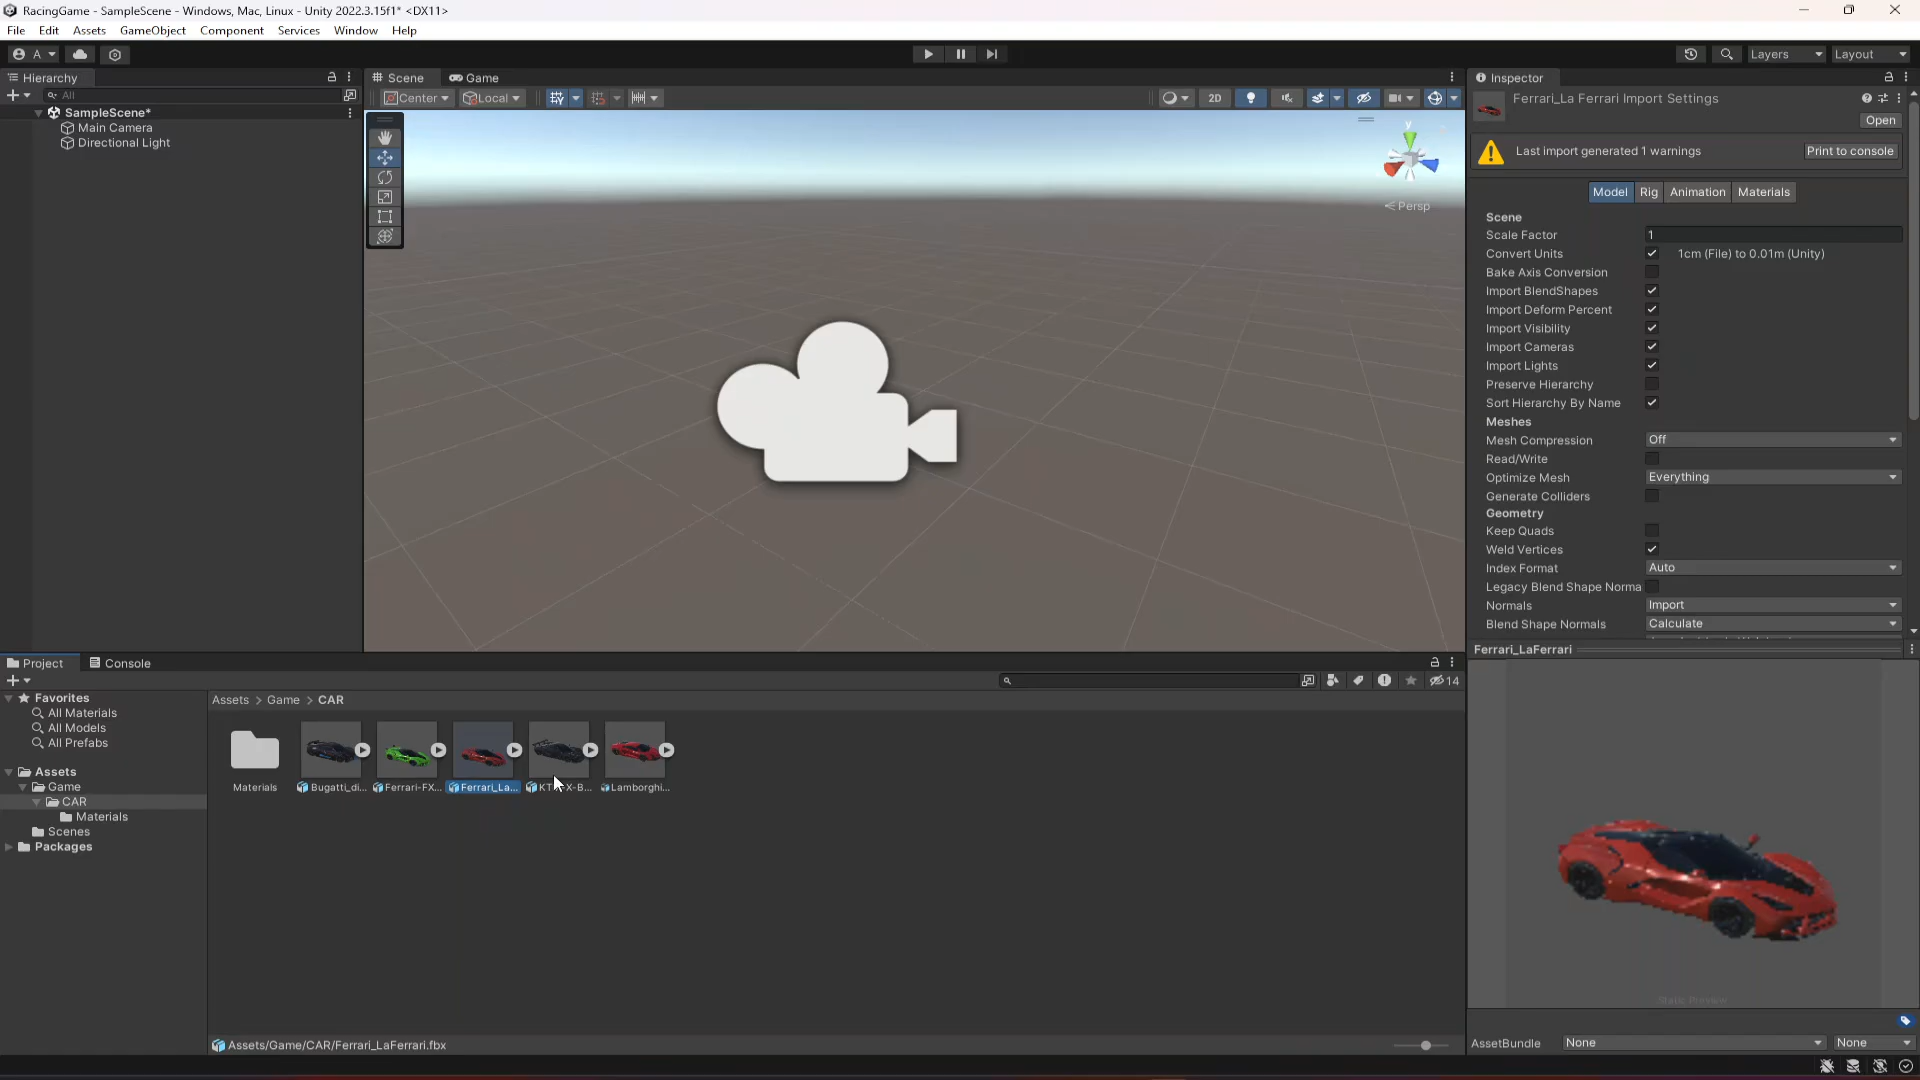 RacingGame - SampleScene - Windows, Mac, Linux - Unity 2022.3.15f1* <DX11>
File Edit Assets GameObject Component Services Window Help
A Layers Layout
Hierarchy
All
SampleScene*
Main Camera
Directional Light
Scene Game
Center Local 2D
y
Persp
Inspector
Ferrari_La Ferrari Import Settings
Open
Last import generated 1 warnings Print to console
Model Rig Animation Materials
Scene
Scale Factor 1
Convert Units 1cm (File) to 0.01m (Unity)
Bake Axis Conversion
Import BlendShapes
Import Deform Percent
Import Visibility
Import Cameras
Import Lights
Preserve Hierarchy
Sort Hierarchy By Name
Meshes
Mesh Compression Off
Read/Write
Optimize Mesh Everything
Generate Colliders
Geometry
Keep Quads
Weld Vertices
Index Format Auto
Legacy Blend Shape Norma
Normals Import
Blend Shape Normals Calculate
Project Console
14
Favorites
All Materials
All Models
All Prefabs
Assets
Game
CAR
Materials
Scenes
Packages
Assets > Game > CAR
Materials Bugatti_di... Ferrari-FX... Ferrari_La... Lamborghi...
Assets/Game/CAR/Ferrari_LaFerrari.fbx
Ferrari_LaFerrari
Static Preview
AssetBundle None None